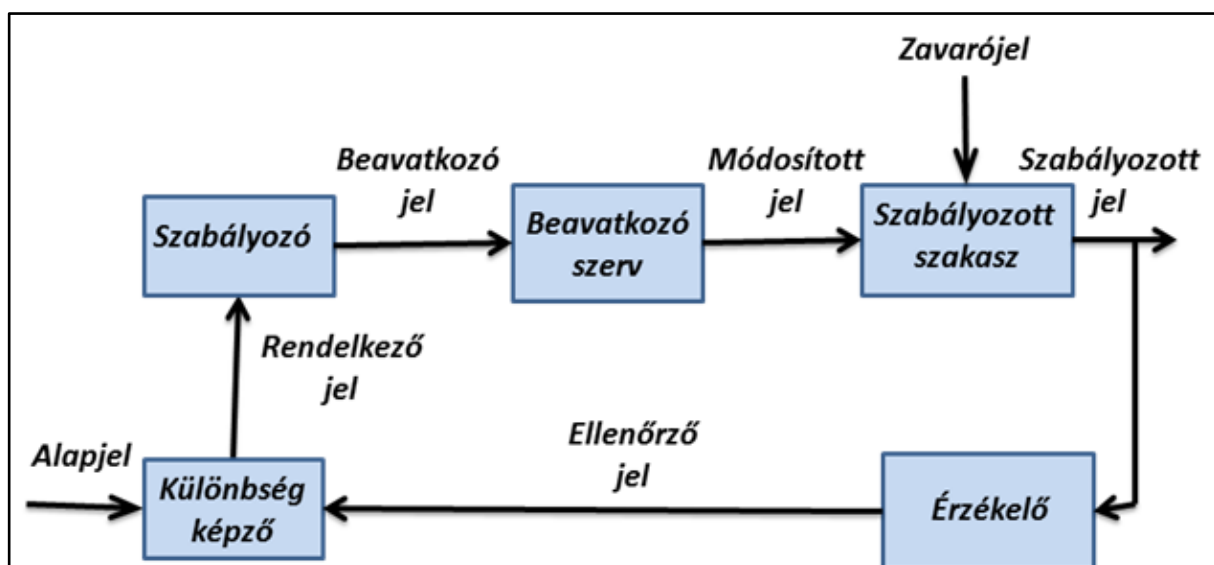 Zavarójel
Beavatkozó
jel
Módosított
jel
Szabályozott
jel
Szabályozó
Beavatkozó
szerv
Szabályozott
szakasz
Rendelkező
jel
Alapjel
Különbség
képző
Ellenőrző
jel
Érzékelő